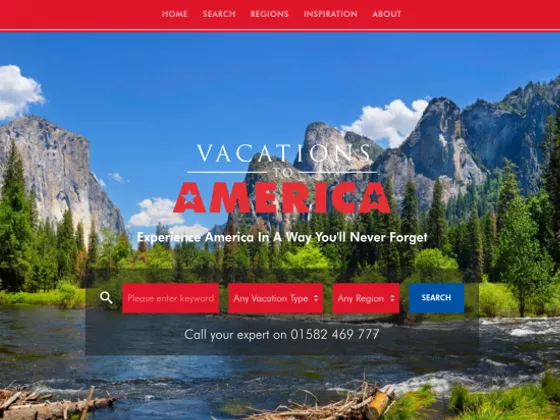 HOME SEARCH REGIONS INSPIRATION ABOUT
VACATIONS
TO
AMERICA
Experience America In A Way You'll Never Forget
Please enter keyword Any Vacation Type Any Region SEARCH
Call your expert on 01582 469 777